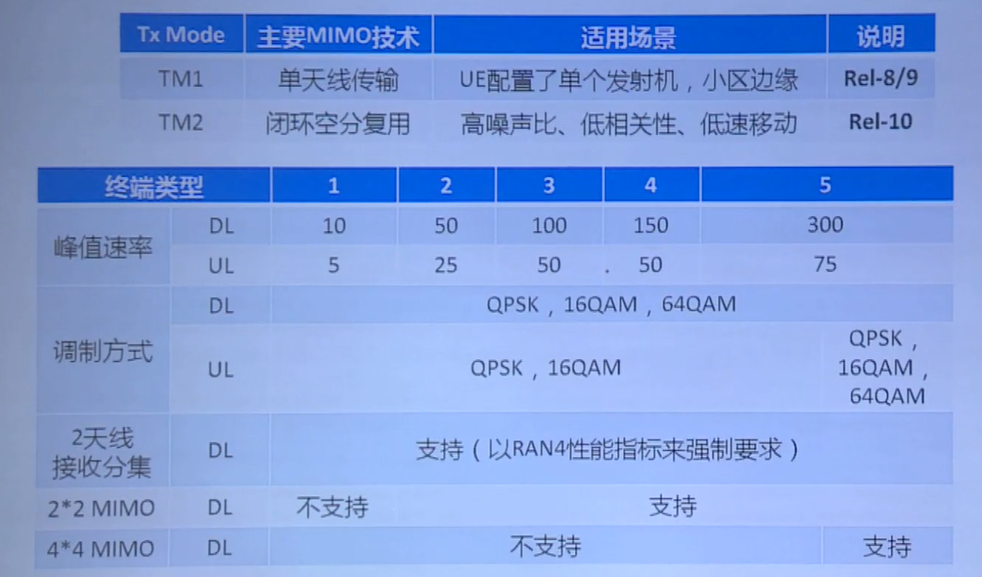 Tx Mode 主要MIMO技术 适用场景 说明
TM1 单天线传输 UE配置了单个发射机，小区边缘 Rel-8/9
TM2 闭环空分复用 高噪声比、低相关性、低速移动 Rel-10
终端类型 1 2 3 4 5
峰值速率 DL 10 50 100 150 300
UL 5 25 50 . 50 75
调制方式 DL QPSK，16QAM，64QAM
UL QPSK，16QAM QPSK，
16QAM，
64QAM
2天线
接收分集 DL 支持（以RAN4性能指标来强制要求）
2*2 MIMO DL 不支持 支持
4*4 MIMO DL 不支持 支持